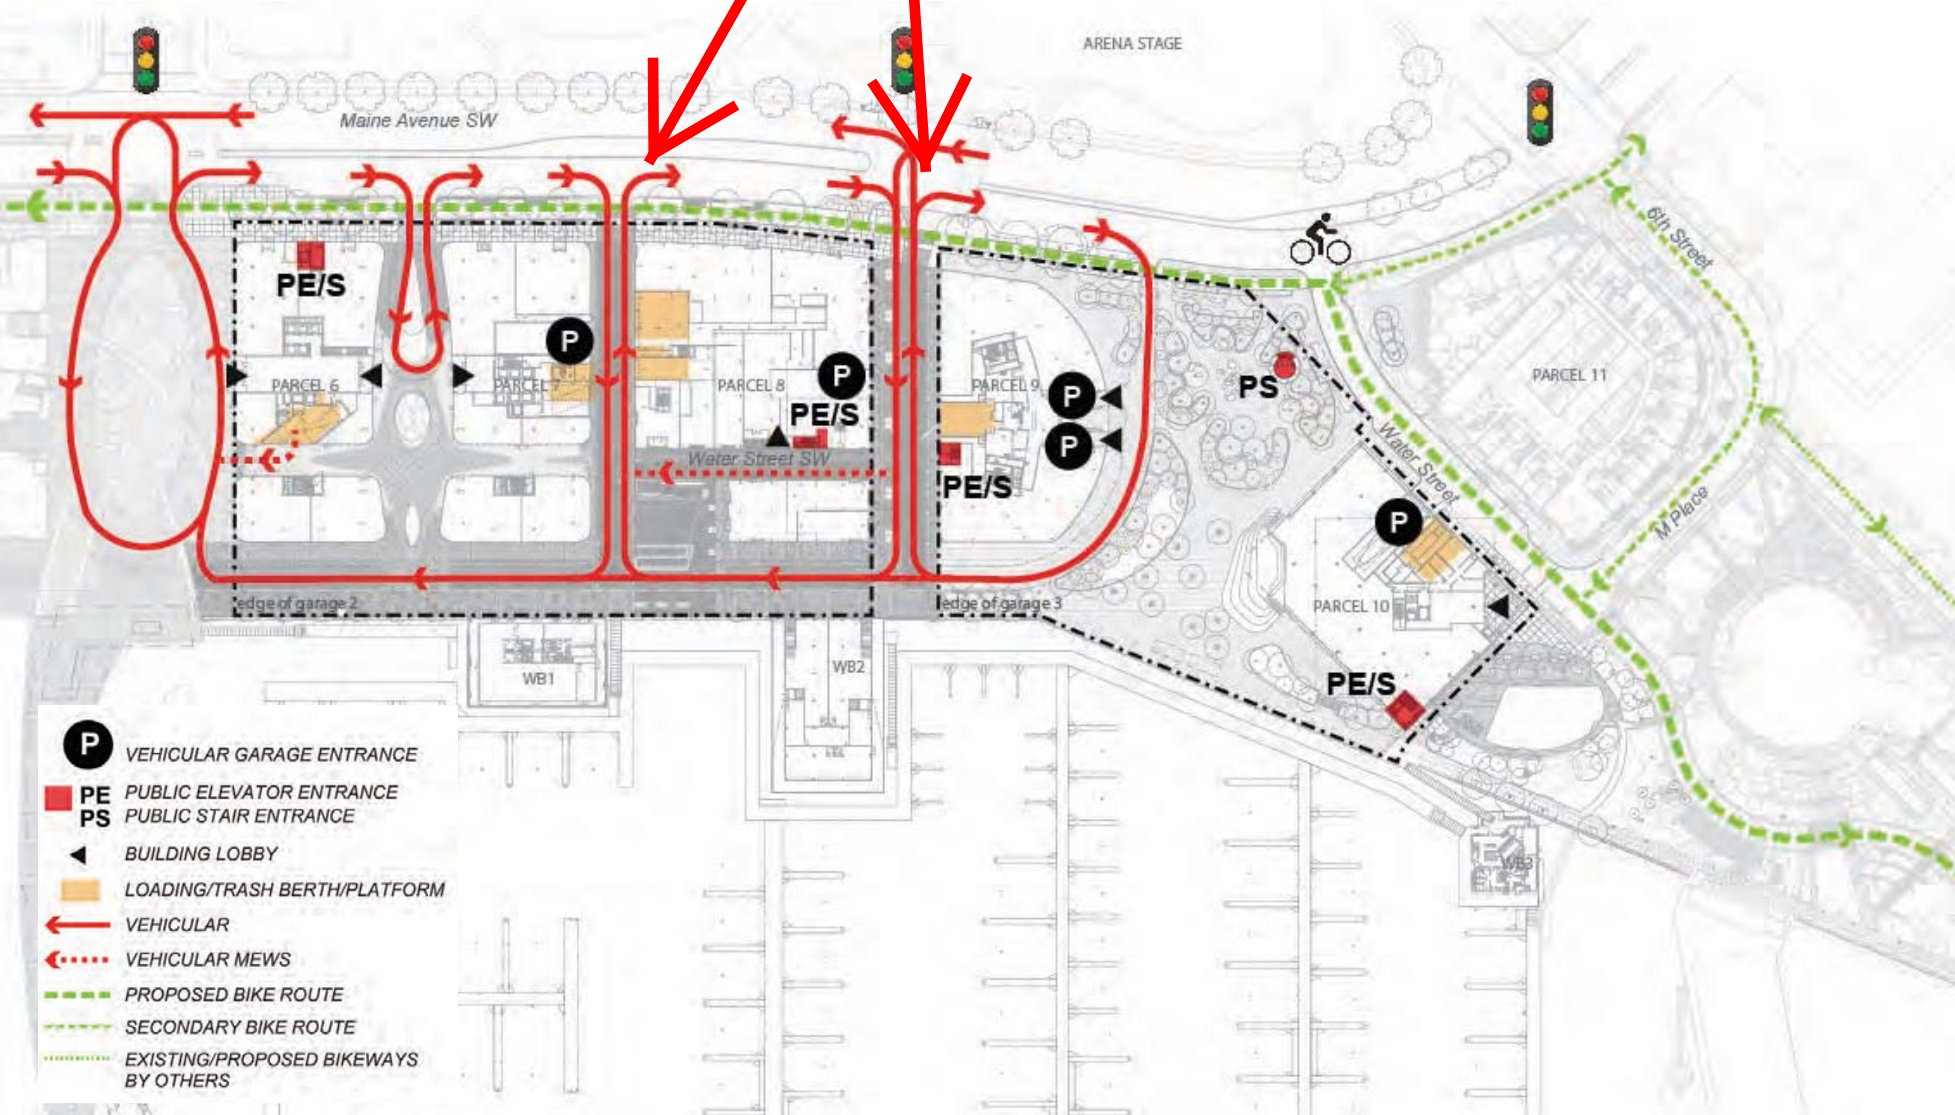 ARENA STAGE
Maine Avenue SW
6th Street
PE/S
P
P
PARCEL 6
PARCEL 7
PARCEL 8
PE/S
Water Street SW
PARCEL 9
P
P
PE/S
PS
PARCEL 11
Water Street
M Place
P
PARCEL 10
PE/S
edge of garage 2
edge of garage 3
WB1
WB2
WB3
P VEHICULAR GARAGE ENTRANCE
PE PUBLIC ELEVATOR ENTRANCE
PS PUBLIC STAIR ENTRANCE
BUILDING LOBBY
LOADING/TRASH BERTH/PLATFORM
VEHICULAR
VEHICULAR MEWS
PROPOSED BIKE ROUTE
SECONDARY BIKE ROUTE
EXISTING/PROPOSED BIKEWAYS
BY OTHERS